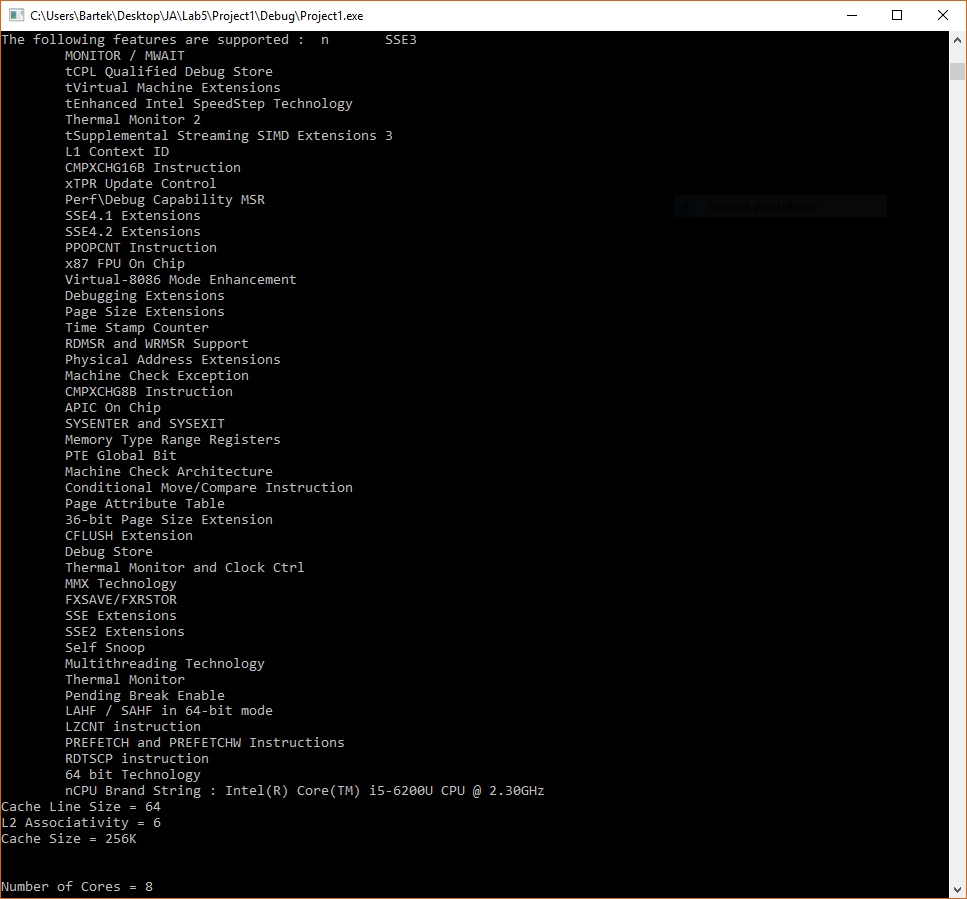 C:\Users\Bartek\Desktop\JA\Lab5\Project1\Debug\Project1.exe
The following features are supported :  n       SSE3
MONITOR / MWAIT
tCPL Qualified Debug Store
tVirtual Machine Extensions
tEnhanced Intel SpeedStep Technology
Thermal Monitor 2
tSupplemental Streaming SIMD Extensions 3
L1 Context ID
CMPXCHG16B Instruction
xTPR Update Control
Perf\Debug Capability MSR
SSE4.1 Extensions
SSE4.2 Extensions
PPOPCNT Instruction
x87 FPU On Chip
Virtual-8086 Mode Enhancement
Debugging Extensions
Page Size Extensions
Time Stamp Counter
RDMSR and WRMSR Support
Physical Address Extensions
Machine Check Exception
CMPXCHG8B Instruction
APIC On Chip
SYSENTER and SYSEXIT
Memory Type Range Registers
PTE Global Bit
Machine Check Architecture
Conditional Move/Compare Instruction
Page Attribute Table
36-bit Page Size Extension
CFLUSH Extension
Debug Store
Thermal Monitor and Clock Ctrl
MMX Technology
FXSAVE/FXRSTOR
SSE Extensions
SSE2 Extensions
Self Snoop
Multithreading Technology
Thermal Monitor
Pending Break Enable
LAHF / SAHF in 64-bit mode
LZCNT instruction
PREFETCH and PREFETCHW Instructions
RDTSCP instruction
64 bit Technology
nCPU Brand String : Intel(R) Core(TM) i5-6200U CPU @ 2.30GHz
Cache Line Size = 64
L2 Associativity = 6
Cache Size = 256K
Number of Cores = 8